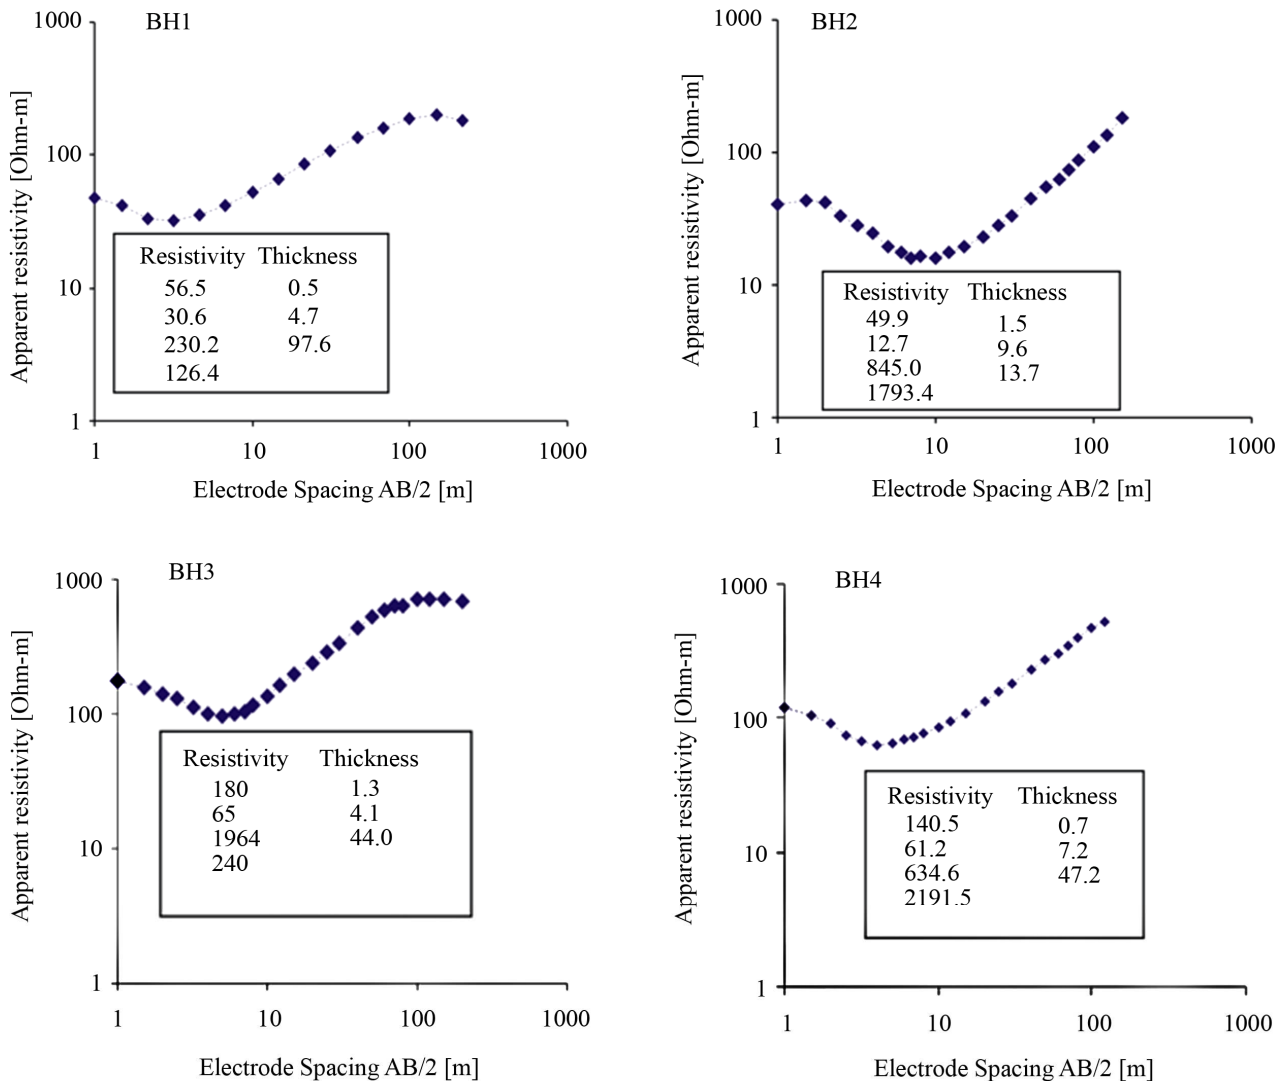 BH1
Apparent resistivity [Ohm-m]
1000
100
10
1
Resistivity Thickness
56.5 0.5
30.6 4.7
230.2 97.6
126.4
1 10 100 1000
Electrode Spacing AB/2 [m]
BH2
Apparent resistivity [Ohm-m]
1000
100
10
1
Resistivity Thickness
49.9 1.5
12.7 9.6
845.0 13.7
1793.4
1 10 100 1000
Electrode Spacing AB/2 [m]
BH3
Apparent resistivity [Ohm-m]
1000
100
10
1
Resistivity Thickness
180 1.3
65 4.1
1964 44.0
240
1 10 100 1000
Electrode Spacing AB/2 [m]
BH4
Apparent resistivity [Ohm-m]
1000
100
10
1
Resistivity Thickness
140.5 0.7
61.2 7.2
634.6 47.2
2191.5
1 10 100 1000
Electrode Spacing AB/2 [m]